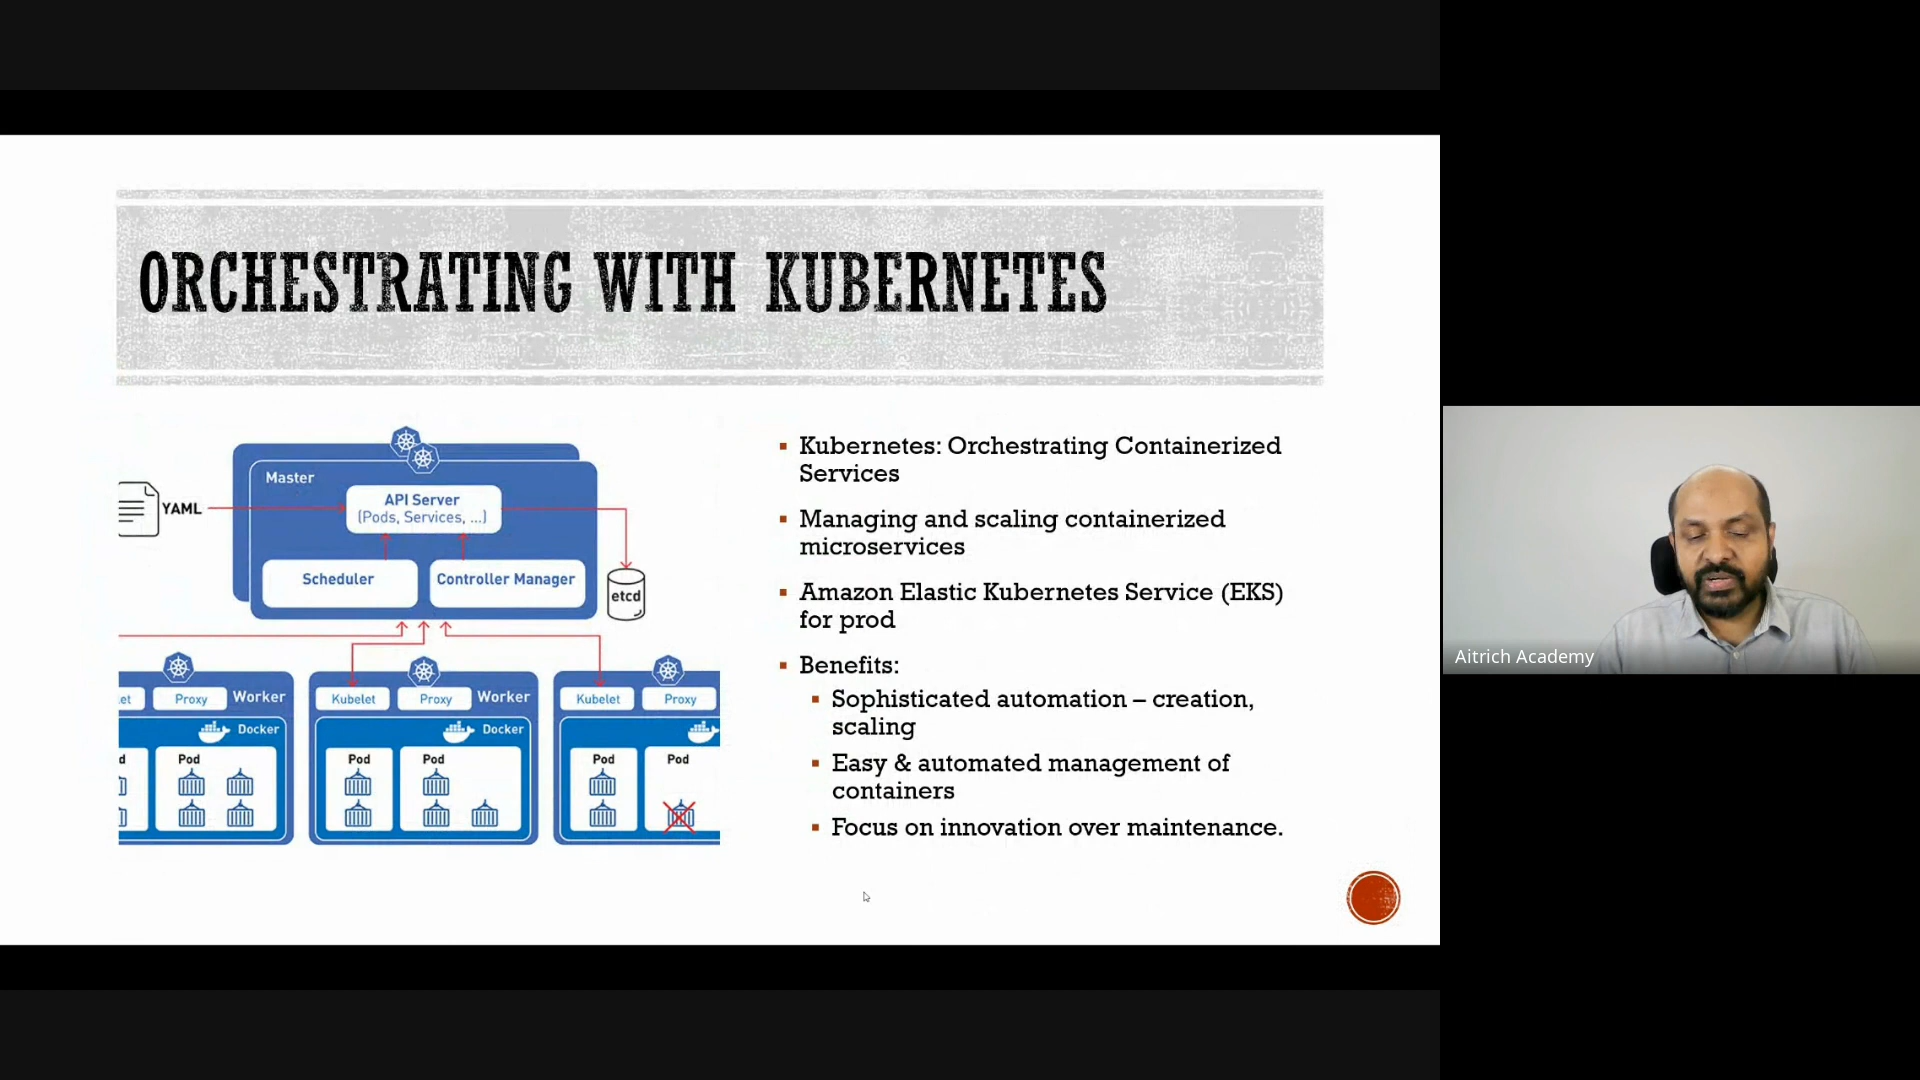 ORCHESTRATING WITH KUBERNETES
Master
API Server
(Pods, Services, ...)
YAML
Scheduler
Controller Manager
etcd
et
Proxy
Worker
Docker
d
Pod
Kubelet
Proxy
Worker
Docker
Pod
Pod
Kubelet
Proxy
Pod
Pod
Kubernetes: Orchestrating Containerized
Services
Managing and scaling containerized
microservices
Amazon Elastic Kubernetes Service (EKS)
for prod
Benefits:
Sophisticated automation – creation,
scaling
Easy & automated management of
containers
Focus on innovation over maintenance.
Aitrich Academy